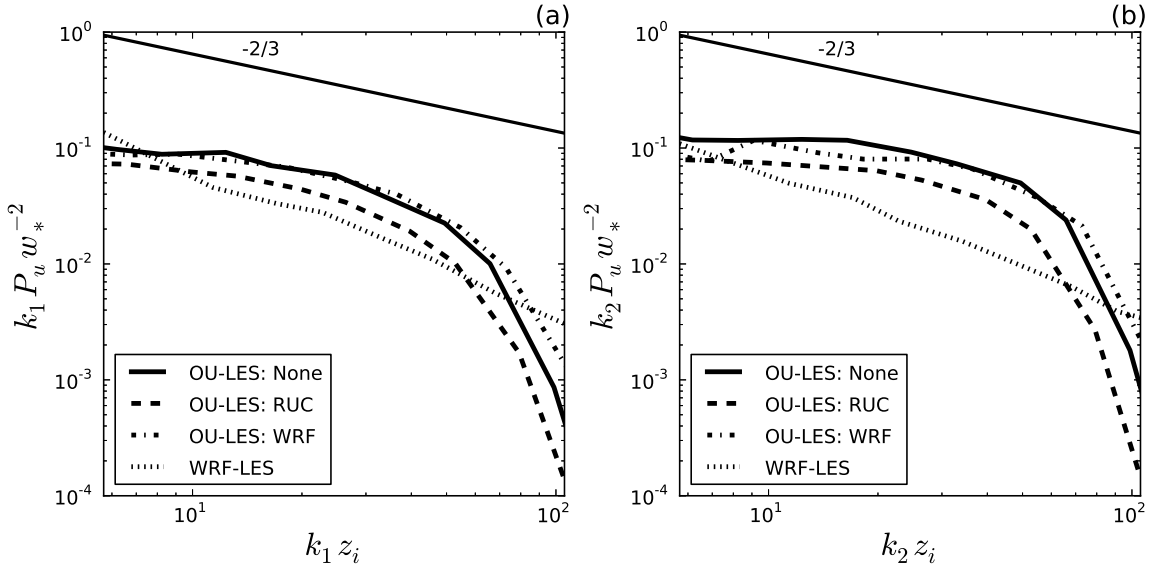 (a)
10^0
10^-1
10^-2
10^-3
10^-4
k_1 P_u w_*^-2
-2/3
OU-LES: None
OU-LES: RUC
OU-LES: WRF
WRF-LES
10^1
10^2
k_1 z_i
(b)
10^0
10^-1
10^-2
10^-3
10^-4
k_2 P_u w_*^-2
-2/3
OU-LES: None
OU-LES: RUC
OU-LES: WRF
WRF-LES
10^1
10^2
k_2 z_i